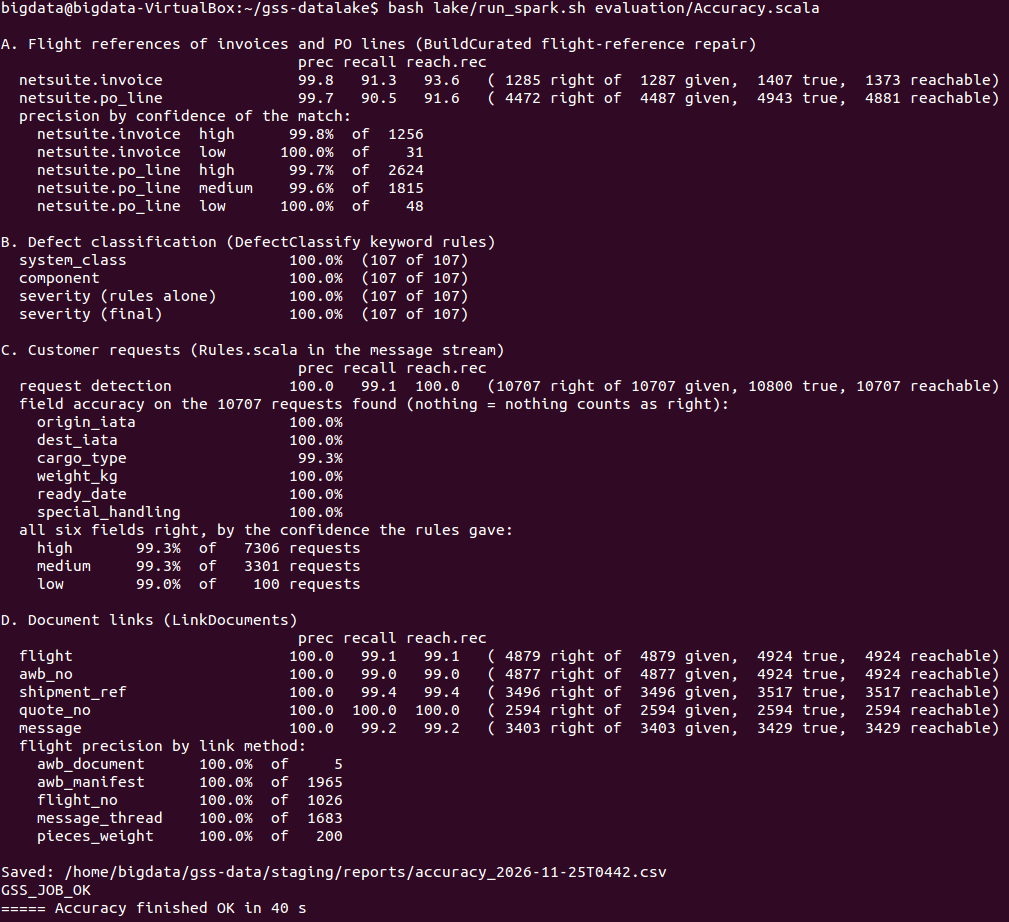 bigdata@bigdata-VirtualBox:~/gss-datalake$ bash lake/run_spark.sh evaluation/Accuracy.scala
A. Flight references of invoices and PO lines (BuildCurated flight-reference repair)
prec recall reach.rec
netsuite.invoice 99.8 91.3 93.6 ( 1285 right of 1287 given, 1407 true, 1373 reachable)
netsuite.po_line 99.7 90.5 91.6 ( 4472 right of 4487 given, 4943 true, 4881 reachable)
precision by confidence of the match:
netsuite.invoice high 99.8% of 1256
netsuite.invoice low 100.0% of 31
netsuite.po_line high 99.7% of 2624
netsuite.po_line medium 99.6% of 1815
netsuite.po_line low 100.0% of 48
B. Defect classification (DefectClassify keyword rules)
system_class 100.0% (107 of 107)
component 100.0% (107 of 107)
severity (rules alone) 100.0% (107 of 107)
severity (final) 100.0% (107 of 107)
C. Customer requests (Rules.scala in the message stream)
prec recall reach.rec
request detection 100.0 99.1 100.0 (10707 right of 10707 given, 10800 true, 10707 reachable)
field accuracy on the 10707 requests found (nothing = nothing counts as right):
origin_iata 100.0%
dest_iata 100.0%
cargo_type 99.3%
weight_kg 100.0%
ready_date 100.0%
special_handling 100.0%
all six fields right, by the confidence the rules gave:
high 99.3% of 7306 requests
medium 99.3% of 3301 requests
low 99.0% of 100 requests
D. Document links (LinkDocuments)
prec recall reach.rec
flight 100.0 99.1 99.1 ( 4879 right of 4879 given, 4924 true, 4924 reachable)
awb_no 100.0 99.0 99.0 ( 4877 right of 4877 given, 4924 true, 4924 reachable)
shipment_ref 100.0 99.4 99.4 ( 3496 right of 3496 given, 3517 true, 3517 reachable)
quote_no 100.0 100.0 100.0 ( 2594 right of 2594 given, 2594 true, 2594 reachable)
message 100.0 99.2 99.2 ( 3403 right of 3403 given, 3429 true, 3429 reachable)
flight precision by link method:
awb_document 100.0% of 5
awb_manifest 100.0% of 1965
flight_no 100.0% of 1026
message_thread 100.0% of 1683
pieces_weight 100.0% of 200
Saved: /home/bigdata/gss-data/staging/reports/accuracy_2026-11-25T0442.csv
GSS_JOB_OK
===== Accuracy finished OK in 40 s